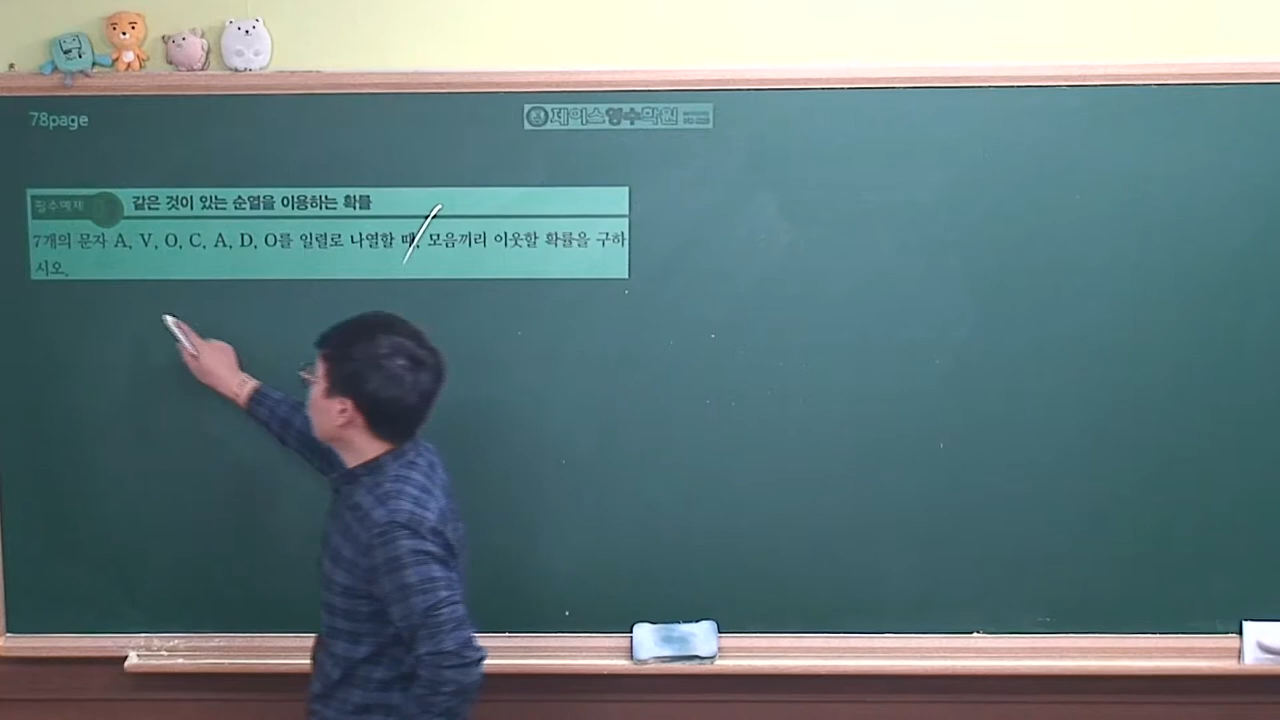 78page
제이스영수학원
필수예제
같은 것이 있는 순열을 이용하는 확률
7개의 문자 A, V, O, C, A, D, O를 일렬로 나열할 때, 모음끼리 이웃할 확률을 구하
시오.